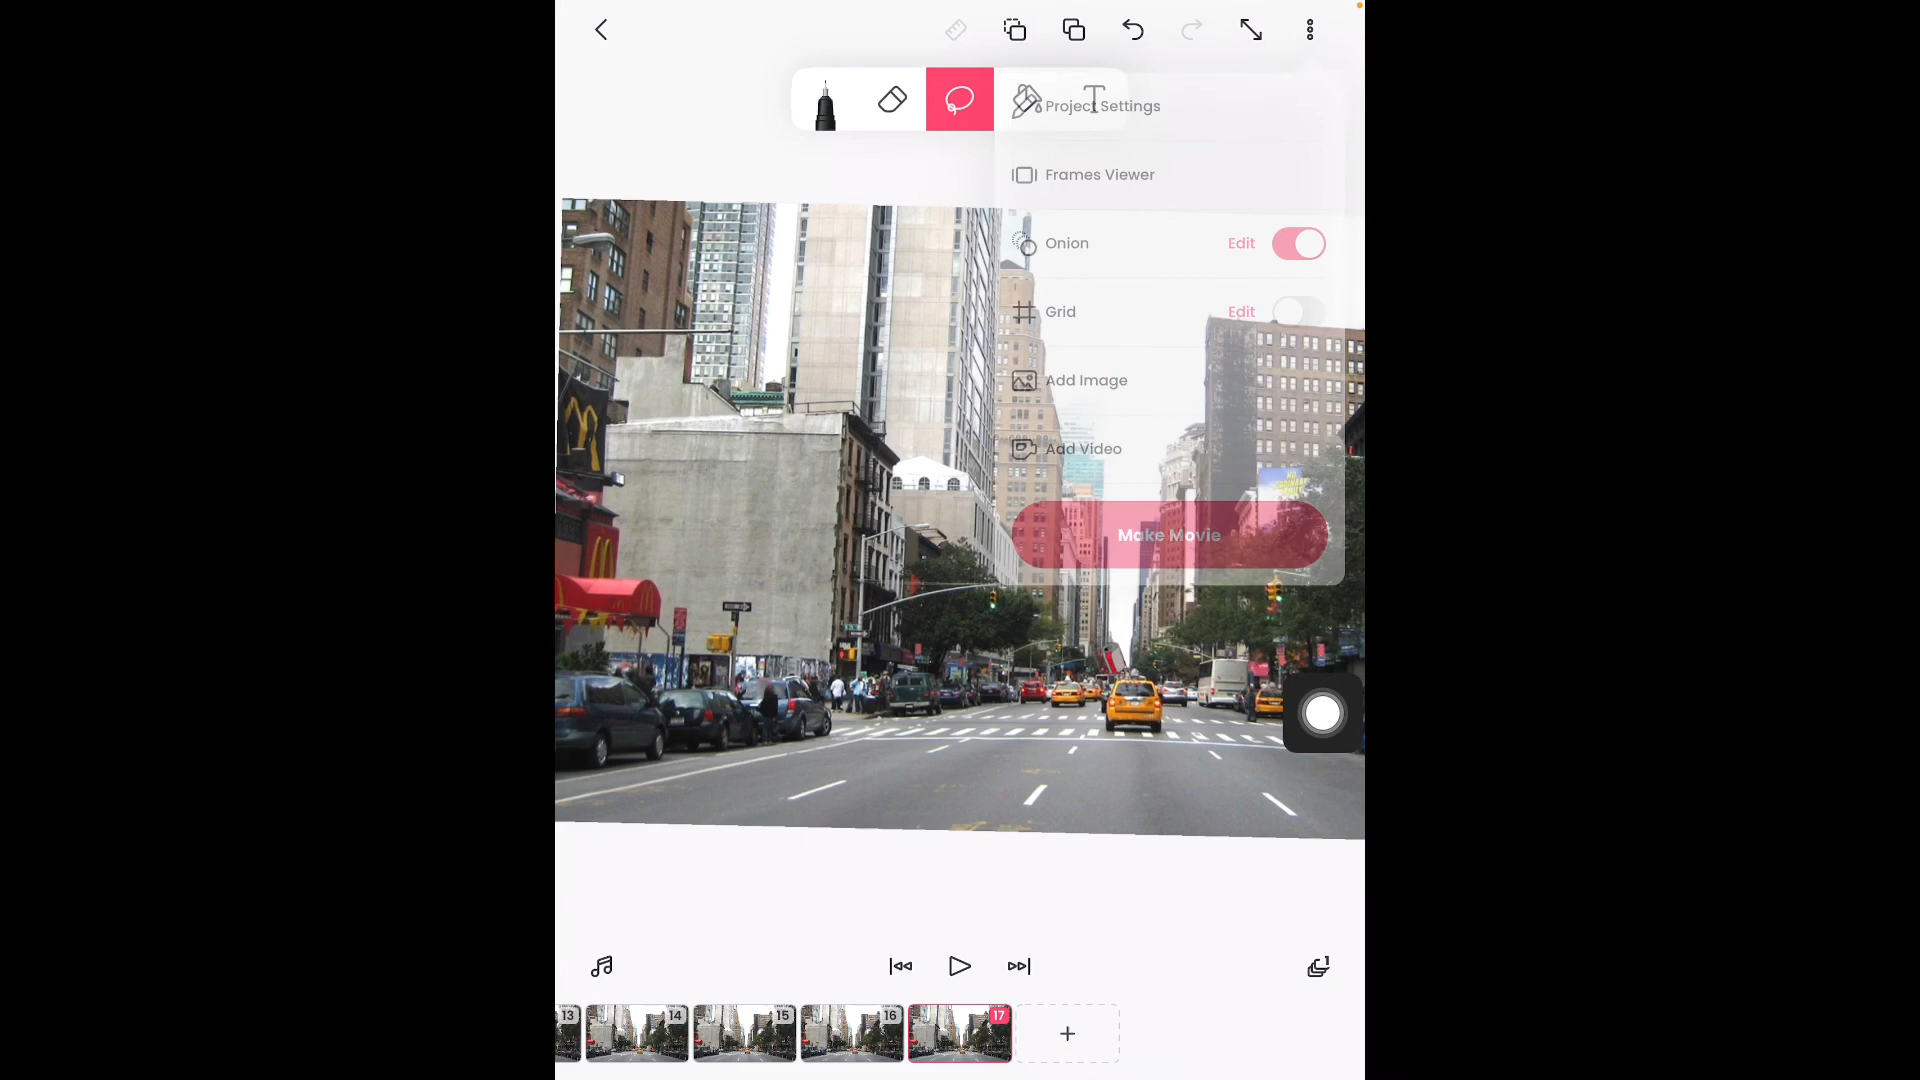 Project Settings
Frames Viewer
Onion Edit
Grid Edit
Add Image
Add Video
Make Movie
1
13 14 15 16 17